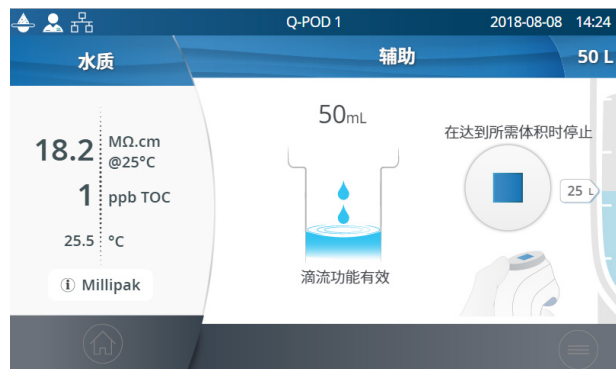 Q-POD 1
2018-08-08 14:24
水质
辅助
50 L
18.2 MΩ.cm
@25°C
1 ppb TOC
25.5 °C
i Millipak
50mL
滴流功能有效
在达到所需体积时停止
25 L